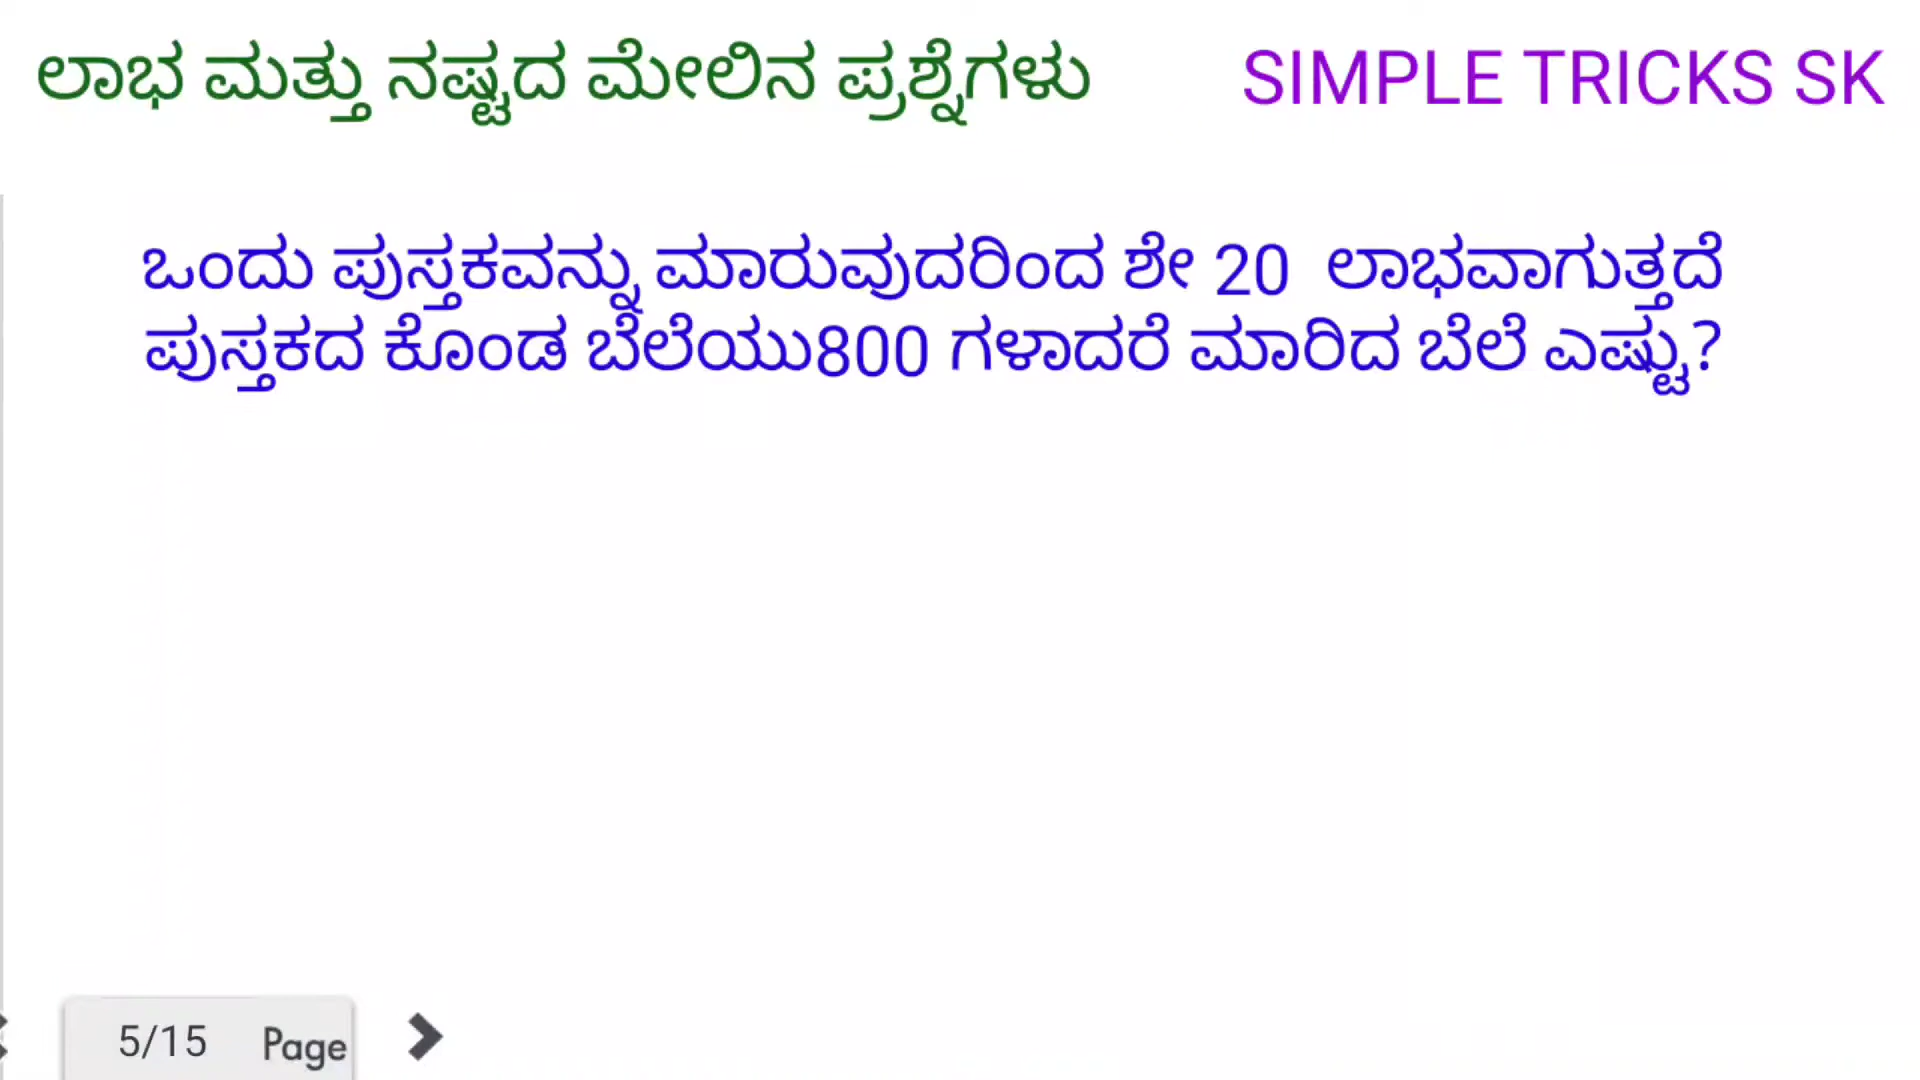 ಲಾಭ ಮತ್ತು ನಷ್ಟದ ಮೇಲಿನ ಪ್ರಶ್ನೆಗಳು SIMPLE TRICKS SK
ಒಂದು ಪುಸ್ತಕವನ್ನು ಮಾರುವುದರಿಂದ ಶೇ 20 ಲಾಭವಾಗುತ್ತದೆ
ಪುಸ್ತಕದ ಕೊಂಡ ಬೆಲೆಯು800 ಗಳಾದರೆ ಮಾರಿದ ಬೆಲೆ ಎಷ್ಟು?
5/15 Page